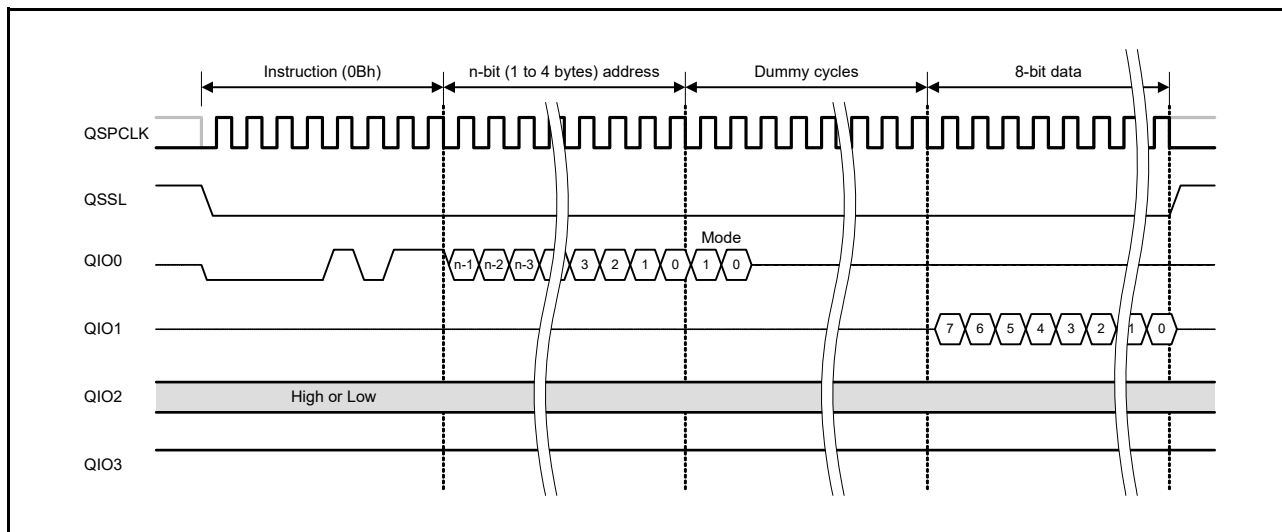 Instruction (0Bh) n-bit (1 to 4 bytes) address Dummy cycles 8-bit data
QSPCLK
QSSL
Mode
QIO0 n-1 n-2 n-3 3 2 1 0 1 0
QIO1 7 6 5 4 3 2 1 0
QIO2 High or Low
QIO3